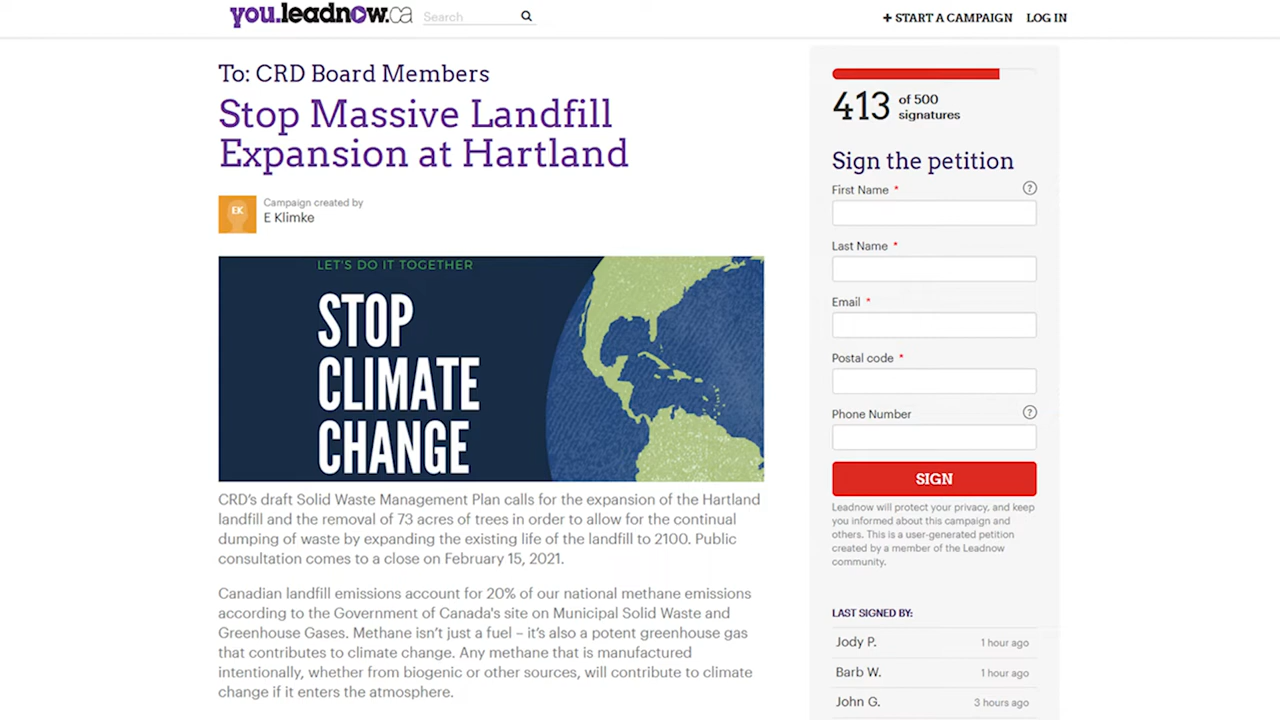 you.leadnow.ca
Search
+ START A CAMPAIGN
LOG IN
To: CRD Board Members
Stop Massive Landfill
Expansion at Hartland
EK
Campaign created by
E Klimke
LET'S DO IT TOGETHER
STOP
CLIMATE
CHANGE
CRD's draft Solid Waste Management Plan calls for the expansion of the Hartland
landfill and the removal of 73 acres of trees in order to allow for the continual
dumping of waste by expanding the existing life of the landfill to 2100. Public
consultation comes to a close on February 15, 2021.
Canadian landfill emissions account for 20% of our national methane emissions
according to the Government of Canada's site on Municipal Solid Waste and
Greenhouse Gases. Methane isn't just a fuel – it's also a potent greenhouse gas
that contributes to climate change. Any methane that is manufactured
intentionally, whether from biogenic or other sources, will contribute to climate
change if it enters the atmosphere.
413 of 500
signatures
Sign the petition
First Name * ?
Last Name *
Email *
Postal code *
Phone Number ?
SIGN
Leadnow will protect your privacy, and keep
you informed about this campaign and
others. This is a user-generated petition
created by a member of the Leadnow
community.
LAST SIGNED BY:
Jody P. 1 hour ago
Barb W. 1 hour ago
John G. 3 hours ago